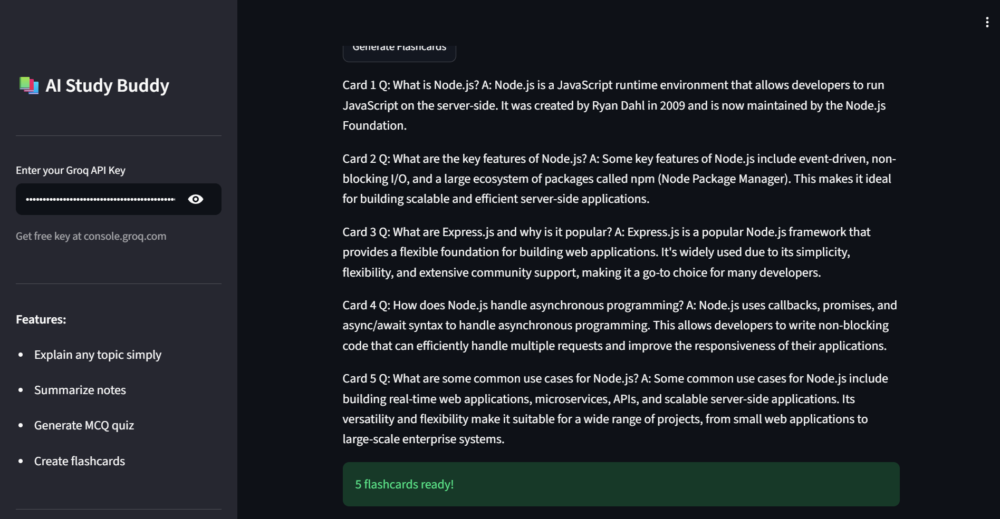 AI Study Buddy
Enter your Groq API Key
Get free key at console.groq.com
Features:
Explain any topic simply
Summarize notes
Generate MCQ quiz
Create flashcards
Generate Flashcards
Card 1 Q: What is Node.js? A: Node.js is a JavaScript runtime environment that allows developers to run
JavaScript on the server-side. It was created by Ryan Dahl in 2009 and is now maintained by the Node.js
Foundation.
Card 2 Q: What are the key features of Node.js? A: Some key features of Node.js include event-driven, non-
blocking I/O, and a large ecosystem of packages called npm (Node Package Manager). This makes it ideal
for building scalable and efficient server-side applications.
Card 3 Q: What are Express.js and why is it popular? A: Express.js is a popular Node.js framework that
provides a flexible foundation for building web applications. It's widely used due to its simplicity,
flexibility, and extensive community support, making it a go-to choice for many developers.
Card 4 Q: How does Node.js handle asynchronous programming? A: Node.js uses callbacks, promises, and
async/await syntax to handle asynchronous programming. This allows developers to write non-blocking
code that can efficiently handle multiple requests and improve the responsiveness of their applications.
Card 5 Q: What are some common use cases for Node.js? A: Some common use cases for Node.js include
building real-time web applications, microservices, APIs, and scalable server-side applications. Its
versatility and flexibility make it suitable for a wide range of projects, from small web applications to
large-scale enterprise systems.
5 flashcards ready!